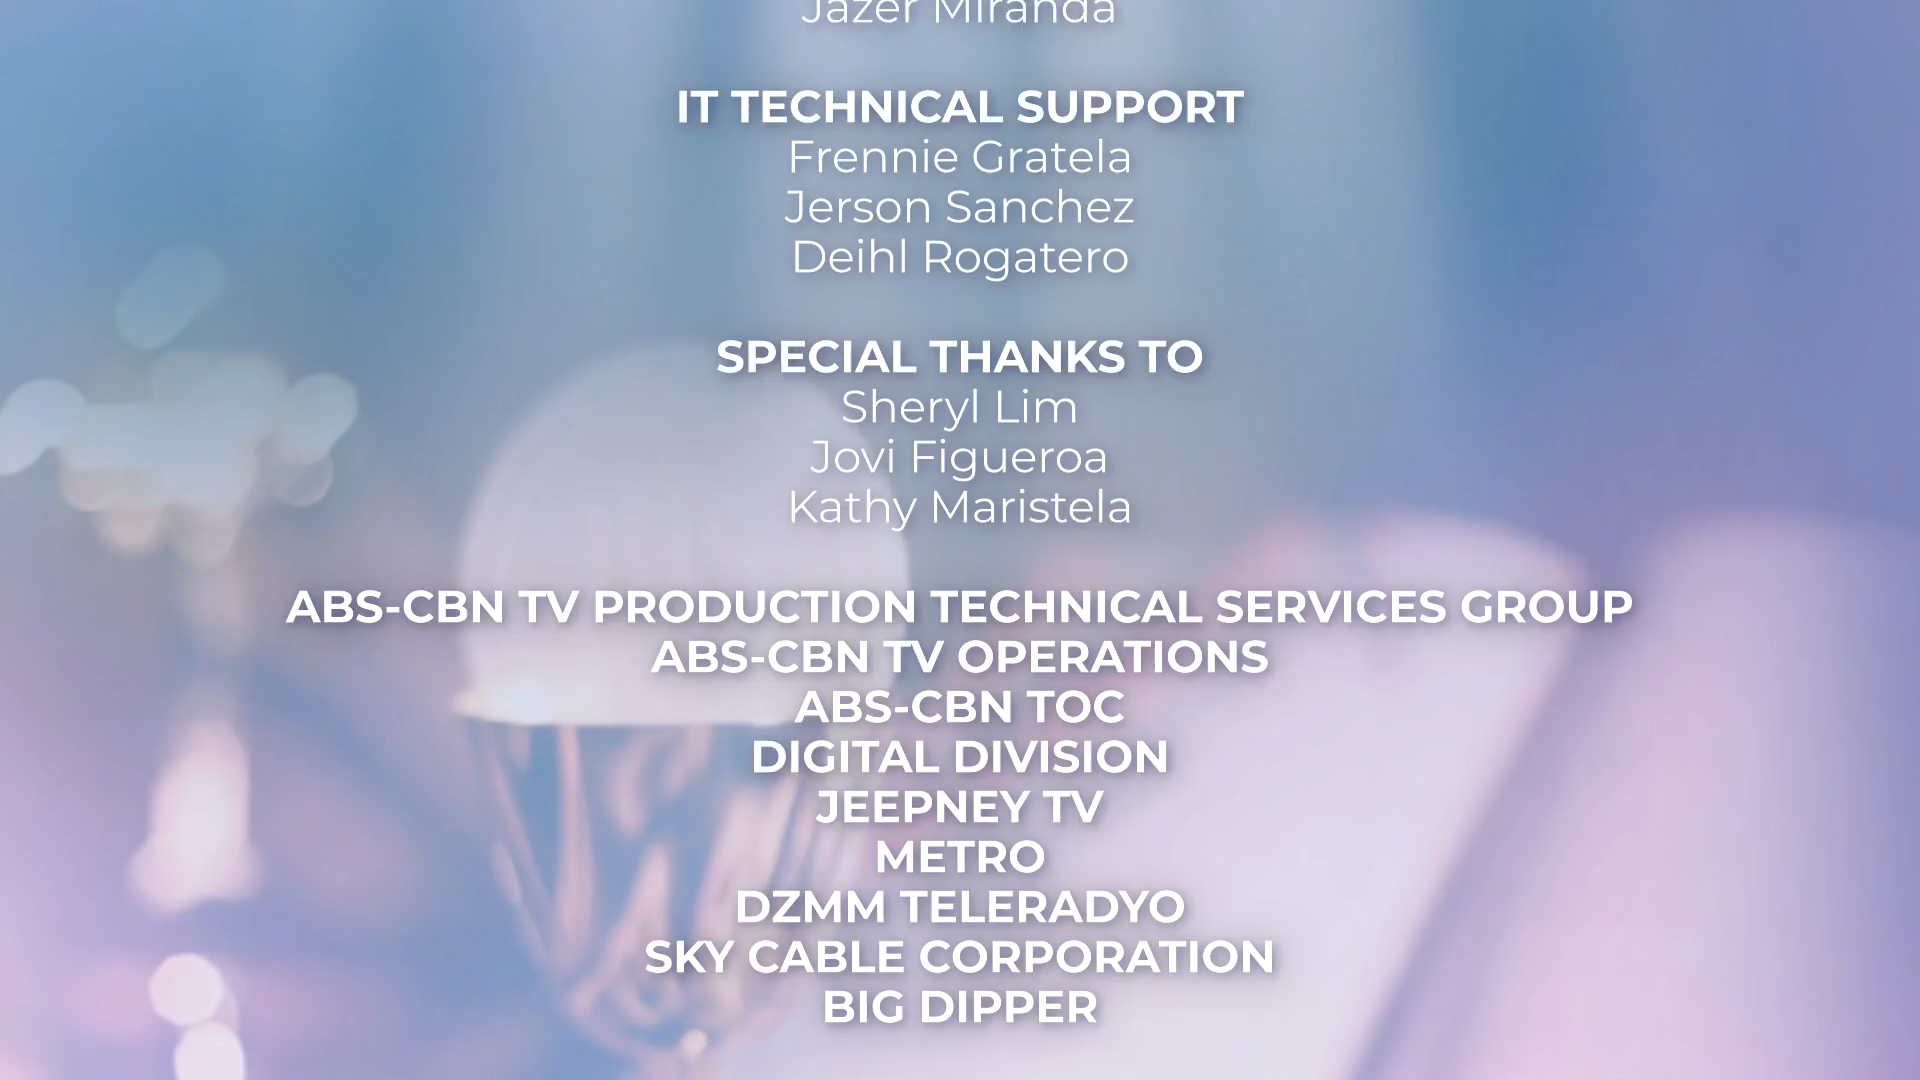 Jazer Miranda
IT TECHNICAL SUPPORT
Frennie Gratela
Jerson Sanchez
Deihl Rogatero
SPECIAL THANKS TO
Sheryl Lim
Jovi Figueroa
Kathy Maristela
ABS-CBN TV PRODUCTION TECHNICAL SERVICES GROUP
ABS-CBN TV OPERATIONS
ABS-CBN TOC
DIGITAL DIVISION
JEEPNEY TV
METRO
DZMM TELERADYO
SKY CABLE CORPORATION
BIG DIPPER